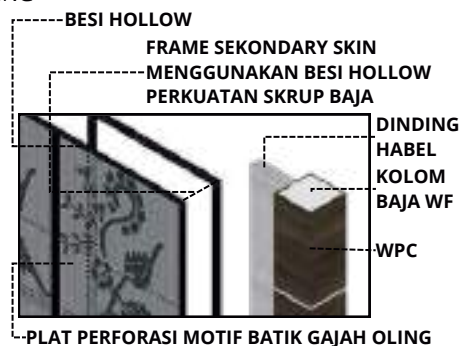 NG
BESI HOLLOW
FRAME SEKONDARY SKIN
MENGGUNAKAN BESI HOLLOW
PERKUATAN SKRUP BAJA
DINDING
HABEL
KOLOM
BAJA WF
WPC
PLAT PERFORASI MOTIF BATIK GAJAH OLING